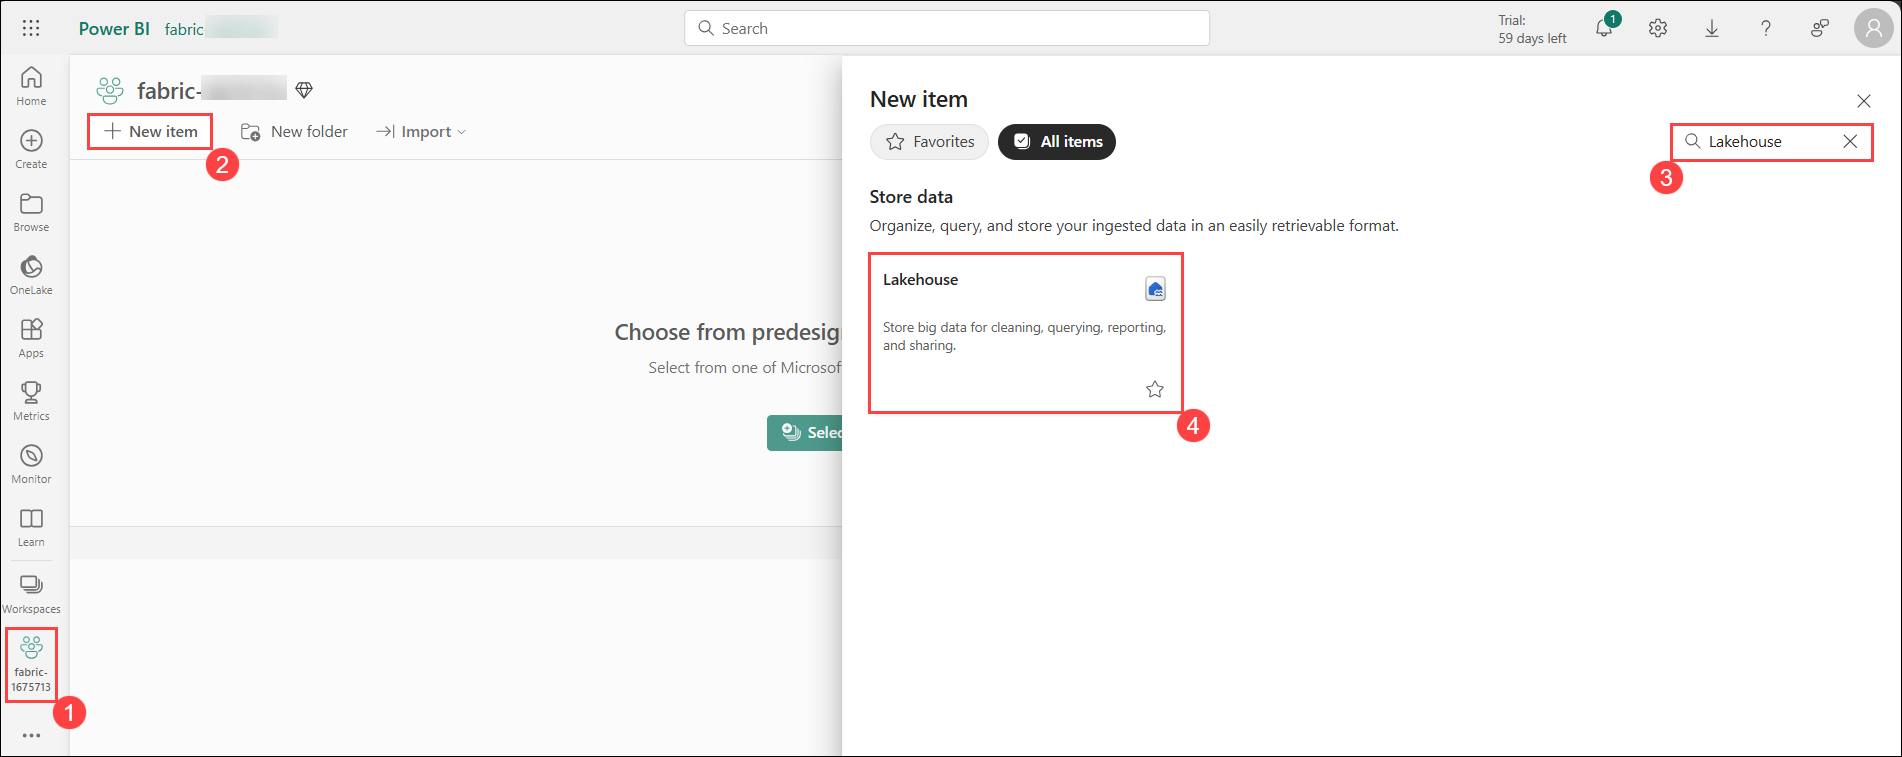 Power BI fabric
Search
Trial:
59 days left
1
Home
Create
Browse
OneLake
Apps
Metrics
Monitor
Learn
Workspaces
fabric-
1675713
1
fabric-
New item
New folder
Import
2
Choose from predesig
Select from one of Microsof
Selec
New item
Favorites
All items
Lakehouse
3
Store data
Organize, query, and store your ingested data in an easily retrievable format.
Lakehouse
Store big data for cleaning, querying, reporting,
and sharing.
4